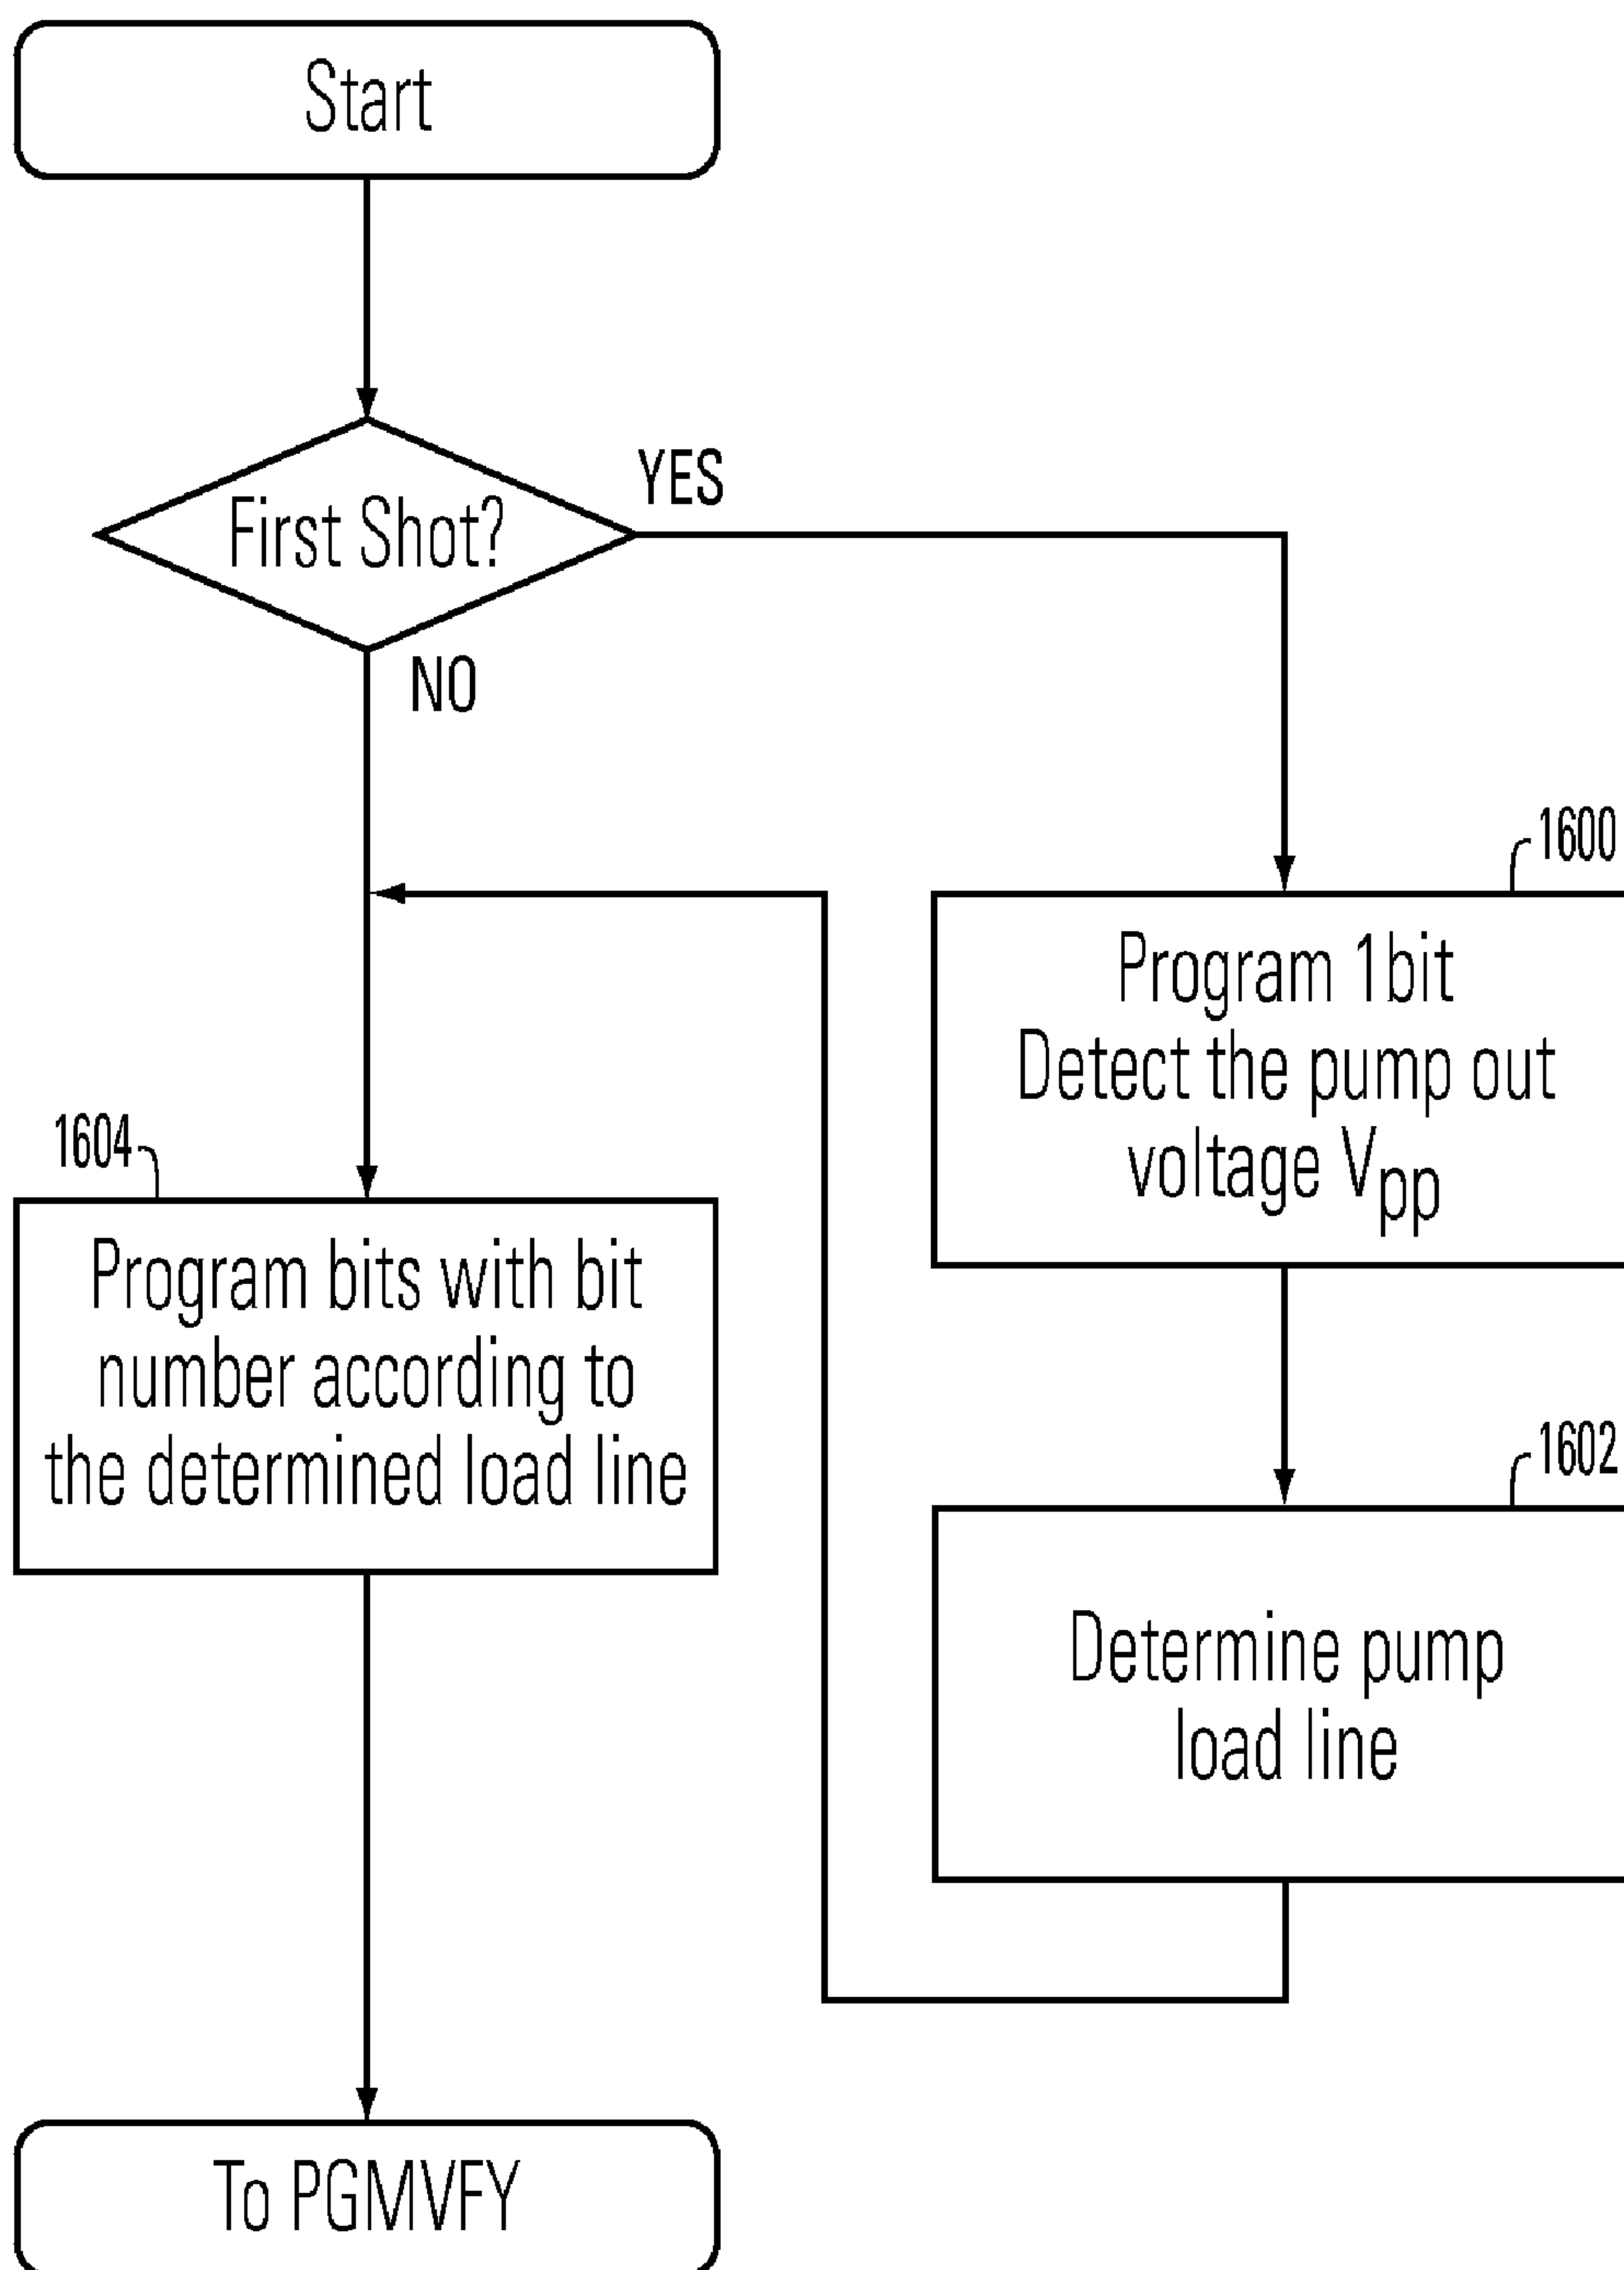 Start
First Shot?
YES
NO
1600
Program 1bit
Detect the pump out
voltage Vpp
1604
Program bits with bit
number according to
the determined load line
1602
Determine pump
load line
To PGMVFY